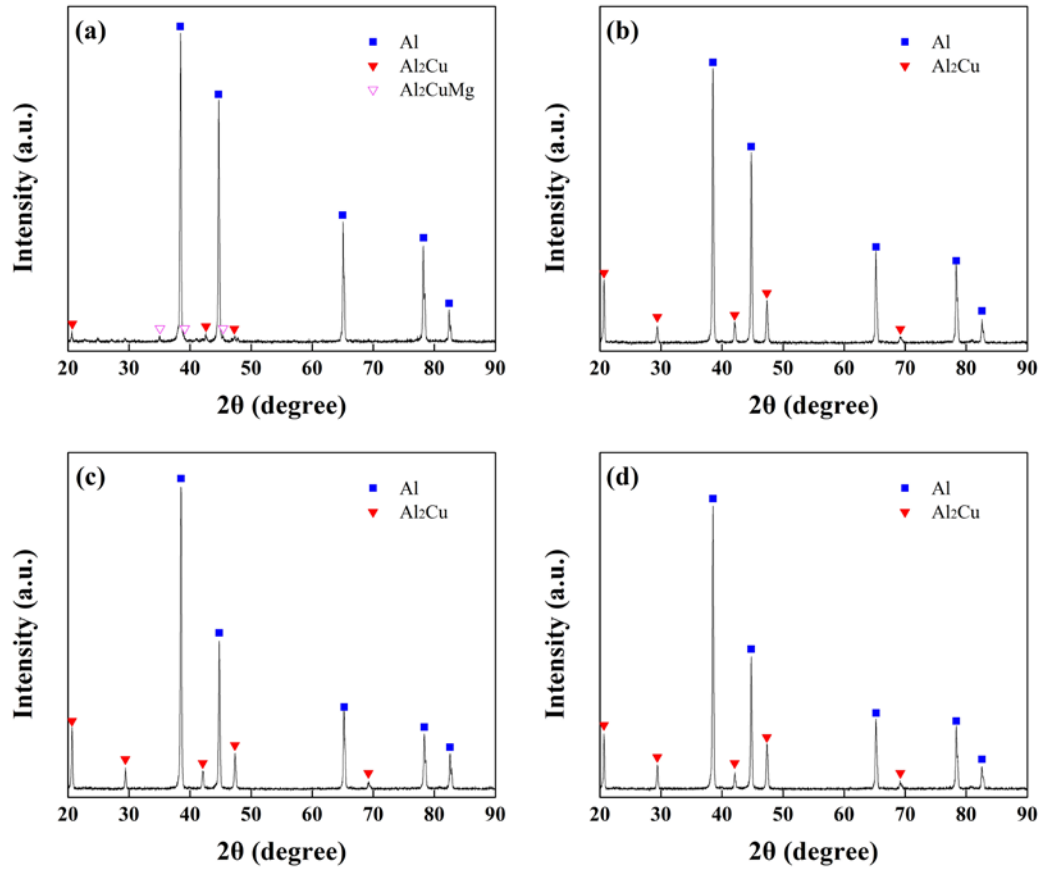 (a)
Al
Al₂Cu
Al₂CuMg
Intensity (a.u.)
20 30 40 50 60 70 80 90
2θ (degree)
(b)
Al
Al₂Cu
Intensity (a.u.)
20 30 40 50 60 70 80 90
2θ (degree)
(c)
Al
Al₂Cu
Intensity (a.u.)
20 30 40 50 60 70 80 90
2θ (degree)
(d)
Al
Al₂Cu
Intensity (a.u.)
20 30 40 50 60 70 80 90
2θ (degree)